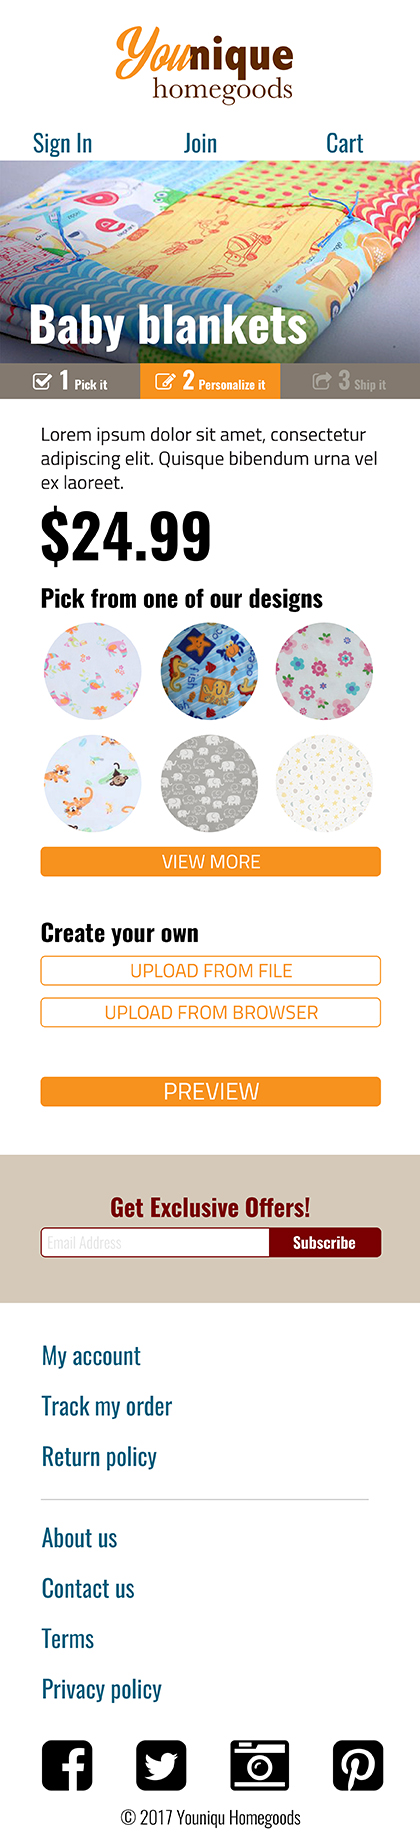 Younique
homegoods
Sign In Join Cart
Baby blankets
1 Pick it 2 Personalize it 3 Ship it
Lorem ipsum dolor sit amet, consectetur
adipiscing elit. Quisque bibendum urna vel
ex laoreet.
$24.99
Pick from one of our designs
VIEW MORE
Create your own
UPLOAD FROM FILE
UPLOAD FROM BROWSER
PREVIEW
Get Exclusive Offers!
Email Address Subscribe
My account
Track my order
Return policy
About us
Contact us
Terms
Privacy policy
© 2017 Youniqu Homegoods